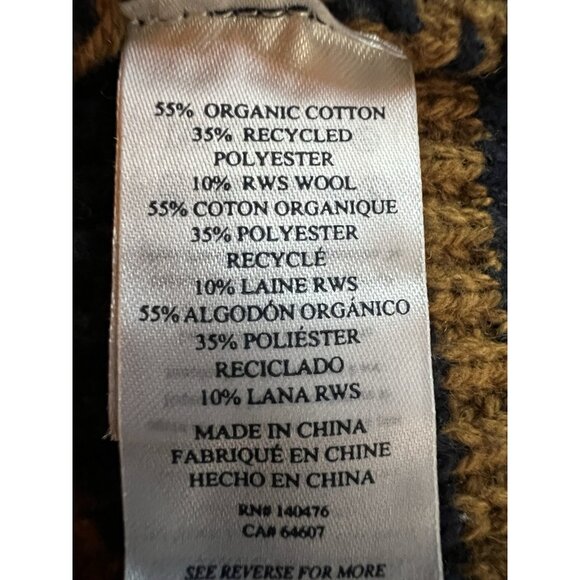 55% ORGANIC COTTON
35% RECYCLED
POLYESTER
10% RWS WOOL
55% COTON ORGANIQUE
35% POLYESTER
RECYCLÉ
10% LAINE RWS
55% ALGODÓN ORGÁNICO
35% POLIÉSTER
RECICLADO
10% LANA RWS
MADE IN CHINA
FABRIQUÉ EN CHINE
HECHO EN CHINA
RN# 140476
CA# 64607
SEE REVERSE FOR MORE